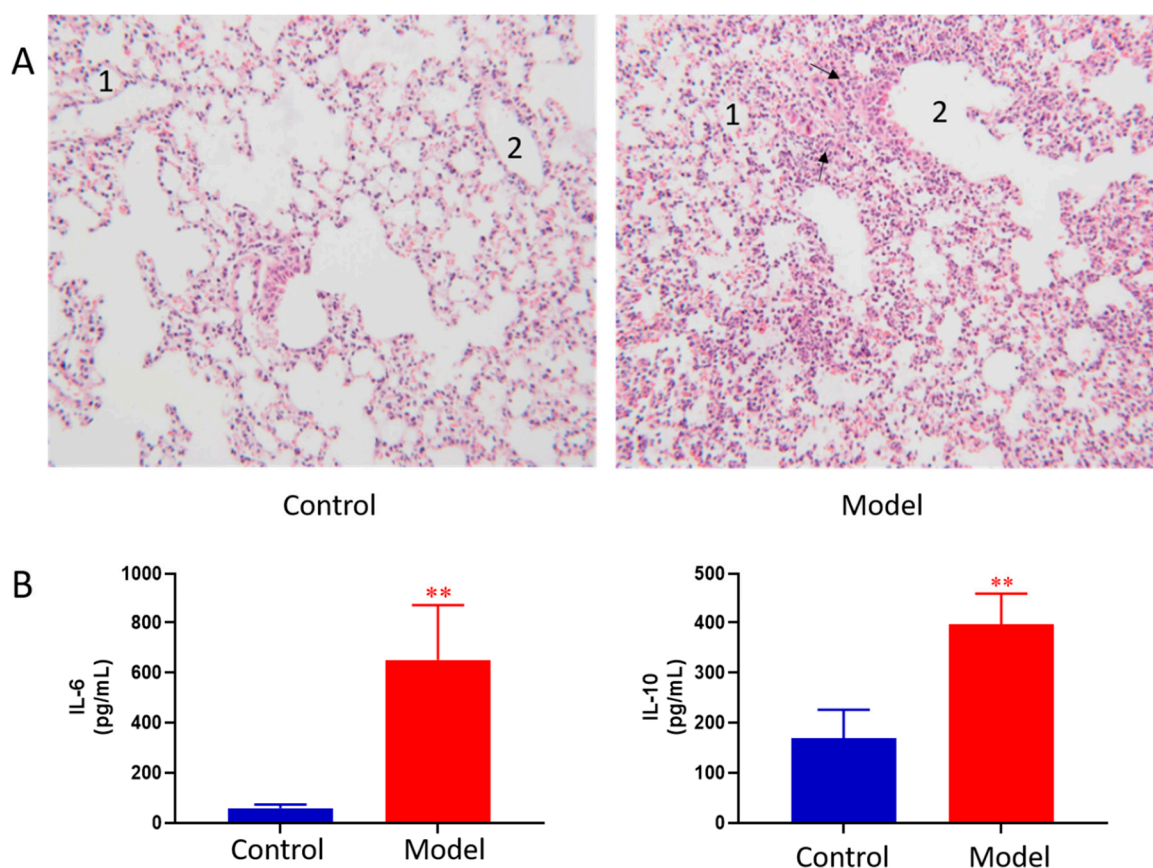 A
1
2
1
2
Control
Model
B
1000
800
600
400
200
0
IL-6
(pg/mL)
**
Control
Model
500
400
300
200
100
0
IL-10
(pg/mL)
**
Control
Model